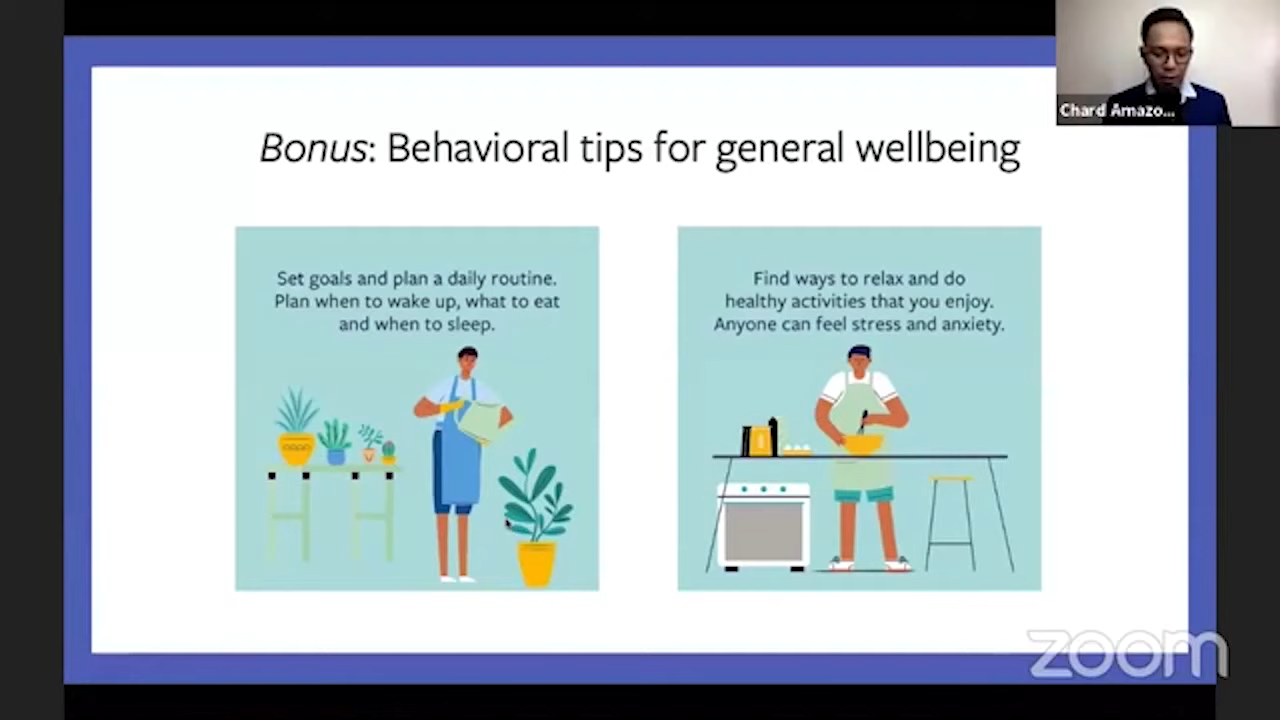 Chard Amazo...
Bonus: Behavioral tips for general wellbeing
Set goals and plan a daily routine.
Plan when to wake up, what to eat
and when to sleep.
Find ways to relax and do
healthy activities that you enjoy.
Anyone can feel stress and anxiety.
zoom